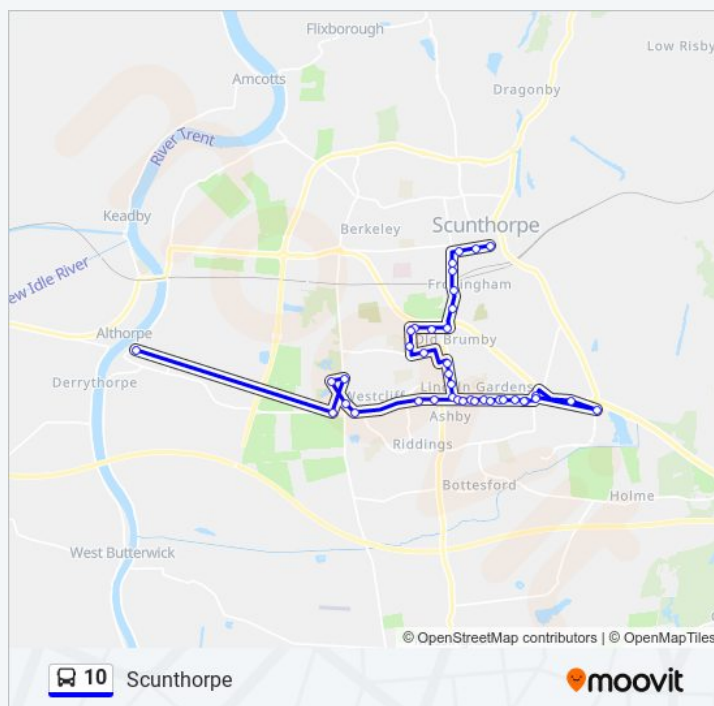 Flixborough
Low Risby
Amcotts
Dragonby
River Trent
Keadby
Berkeley
Scunthorpe
New Idle River
Frodingham
Althorpe
Old Brumby
Derrythorpe
Westcliff
Lincoln Gardens
Ashby
Riddings
Bottesford
Holme
West Butterwick
© OpenStreetMap contributors | © OpenMapTiles
10 Scunthorpe
moovit